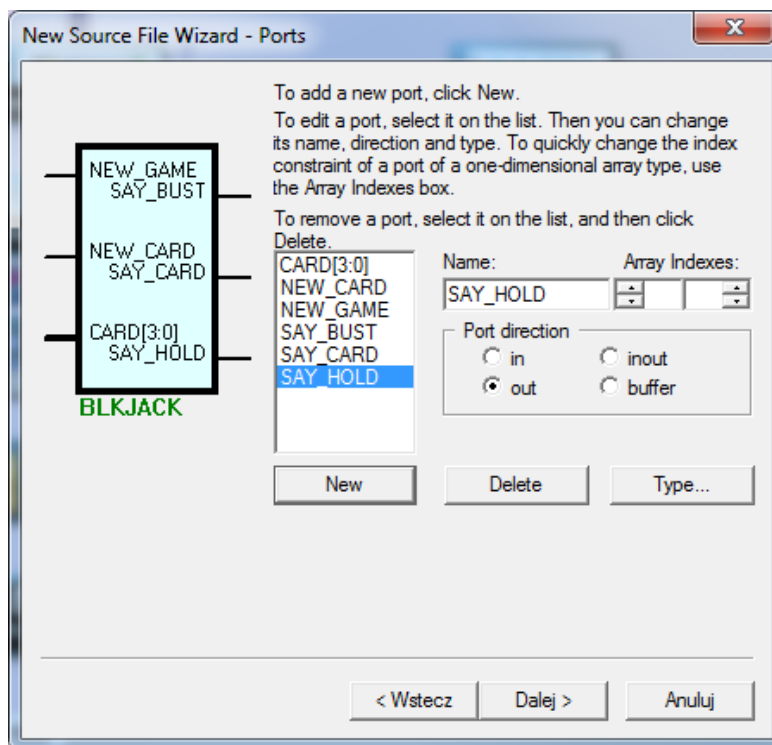 New Source File Wizard - Ports
To add a new port, click New.
To edit a port, select it on the list. Then you can change
its name, direction and type. To quickly change the index
constraint of a port of a one-dimensional array type, use
the Array Indexes box.
To remove a port, select it on the list, and then click
Delete.
NEW_GAME
SAY_BUST
NEW_CARD
SAY_CARD
CARD[3:0]
SAY_HOLD
BLKJACK
CARD[3:0]
NEW_CARD
NEW_GAME
SAY_BUST
SAY_CARD
SAY_HOLD
Name: Array Indexes:
SAY_HOLD
Port direction
in inout
out buffer
New Delete Type...
< Wstecz Dalej > Anuluj